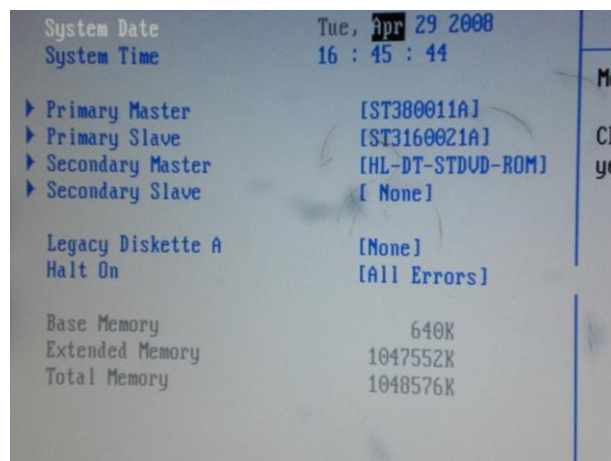 System Date Tue, Apr 29 2008
System Time 16 : 45 : 44
Primary Master [ST380011A]
Primary Slave [ST3160021A]
Secondary Master [HL-DT-STDVD-ROM]
Secondary Slave [ None]
Legacy Diskette A [None]
Halt On [All Errors]
Base Memory 640K
Extended Memory 1047552K
Total Memory 1048576K